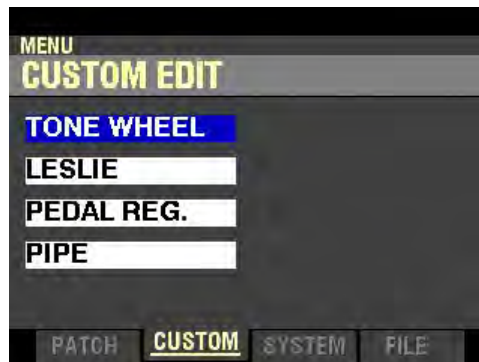 MENU
CUSTOM EDIT
TONE WHEEL
LESLIE
PEDAL REG.
PIPE
PATCH CUSTOM SYSTEM FILE